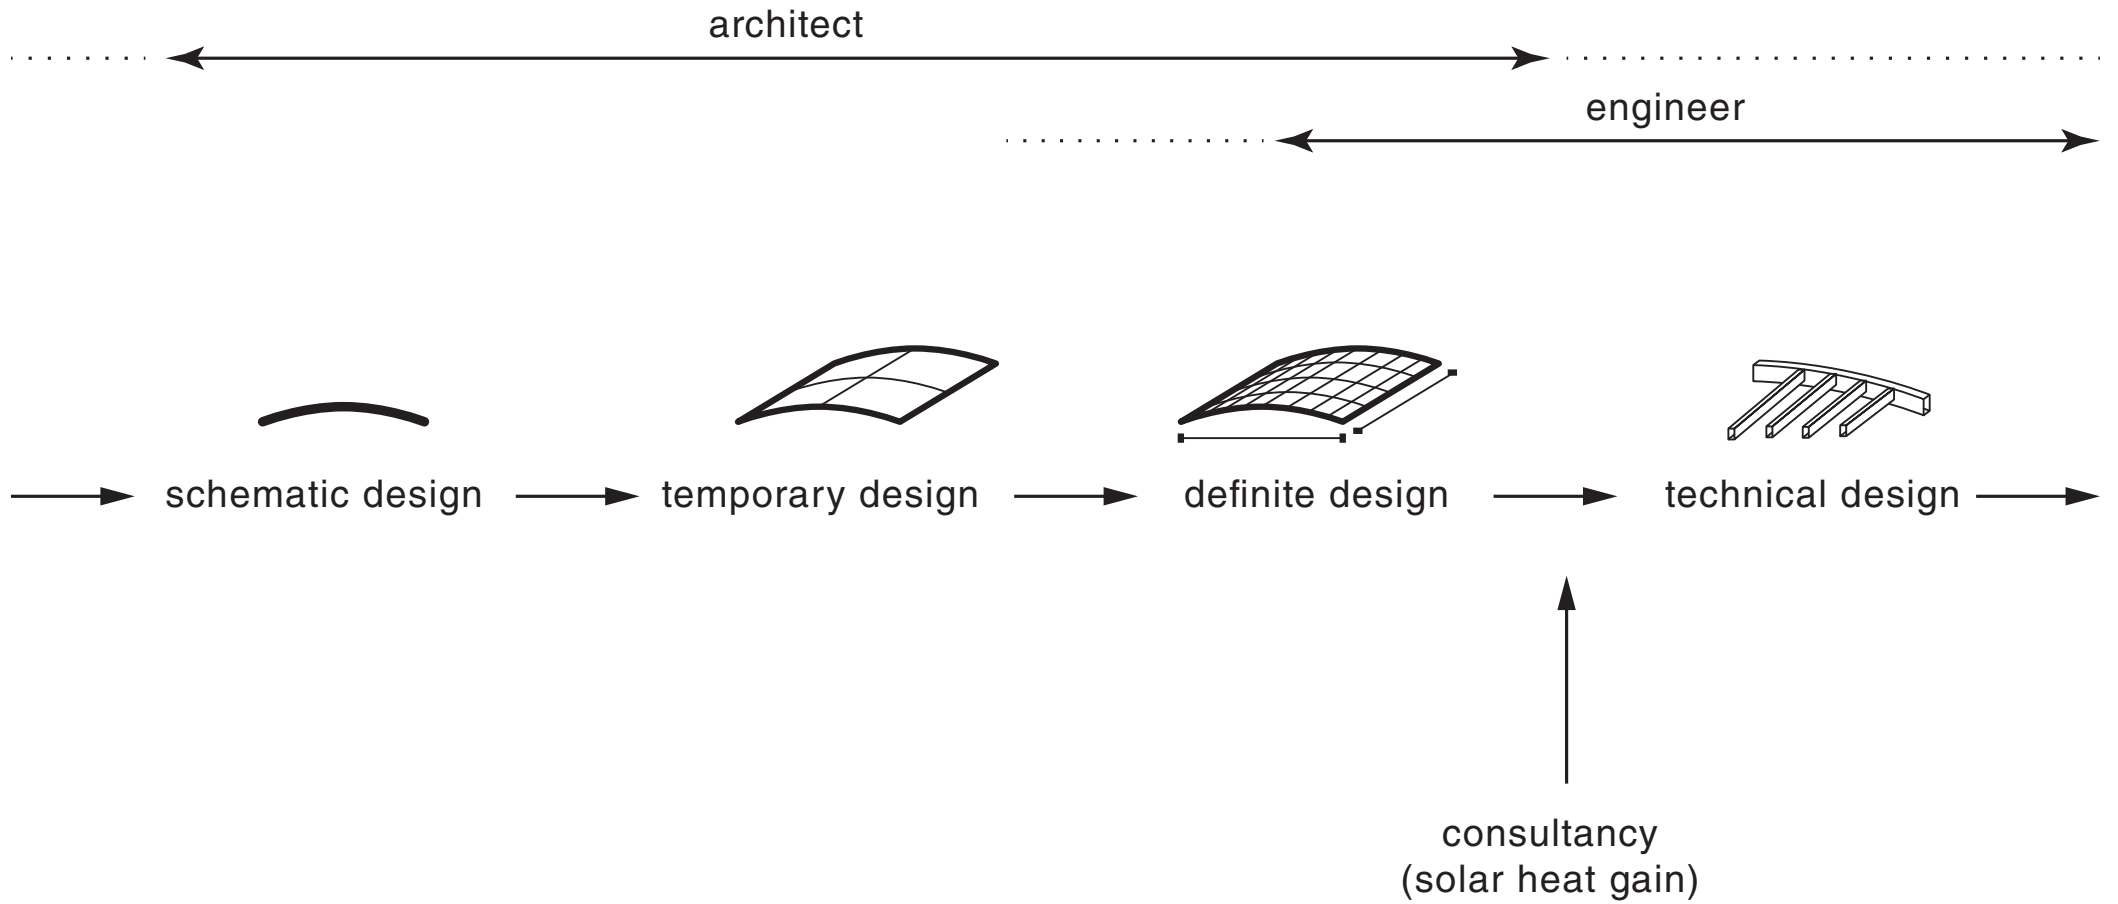 architect
engineer
schematic design
temporary design
definite design
technical design
consultancy
(solar heat gain)